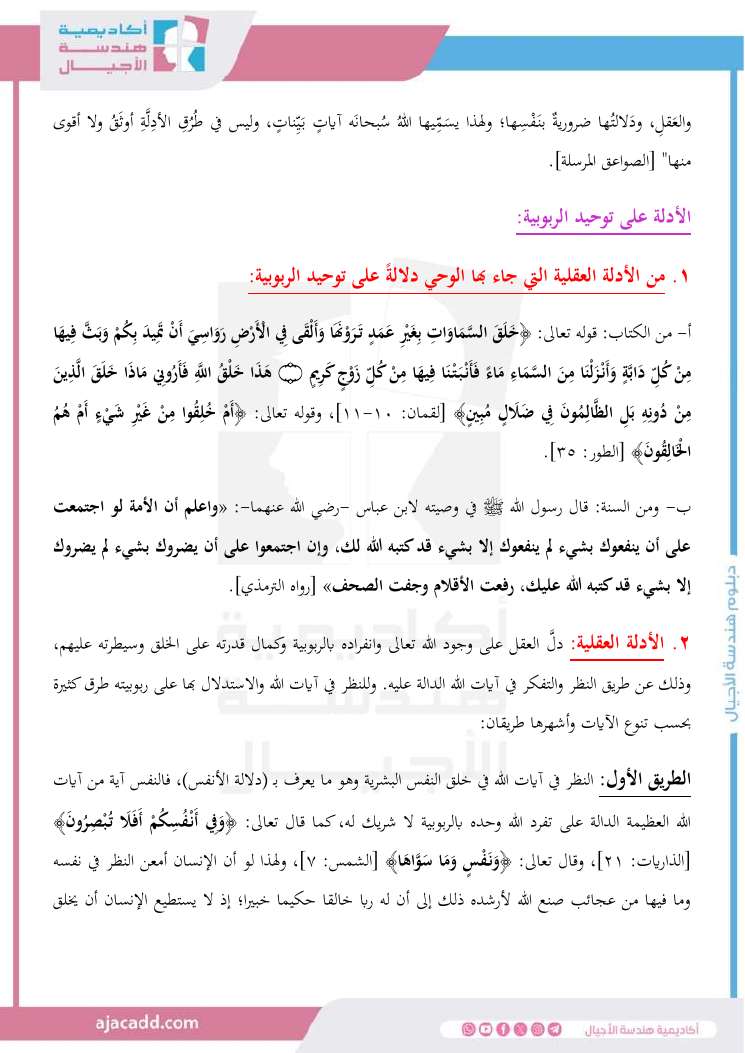 أكاديمية
هندسة
الأجيال
والعَقلِ، ودَلالتُها ضروريةٌ بنَفْسِها؛ ولهذا يسَمِّيها اللهُ سُبحانَه آياتٍ بَيِّناتٍ، وليس في طُرُقِ الأدِلَّةِ أوثَقُ ولا أقوى
منها" [الصواعق المرسلة].
الأدلة على توحيد الربوبية:
١. من الأدلة العقلية التي جاء بها الوحي دلالةً على توحيد الربوبية:
أ- من الكتاب: قوله تعالى: ﴿خَلَقَ السَّمَاوَاتِ بِغَيْرِ عَمَدٍ تَرَوْنَهَا وَأَلْقَى فِي الْأَرْضِ رَوَاسِيَ أَنْ تَمِيدَ بِكُمْ وَبَثَّ فِيهَا
مِنْ كُلِّ دَابَّةٍ وَأَنْزَلْنَا مِنَ السَّمَاءِ مَاءً فَأَنْبَتْنَا فِيهَا مِنْ كُلِّ زَوْجٍ كَرِيمٍ ۝ هَذَا خَلْقُ اللَّهِ فَأَرُونِي مَاذَا خَلَقَ الَّذِينَ
مِنْ دُونِهِ بَلِ الظَّالِمُونَ فِي ضَلَالٍ مُبِينٍ﴾ [لقمان: ١٠-١١]، وقوله تعالى: ﴿أَمْ خُلِقُوا مِنْ غَيْرِ شَيْءٍ أَمْ هُمُ
الْخَالِقُونَ﴾ [الطور: ٣٥].
ب- ومن السنة: قال رسول الله ﷺ في وصيته لابن عباس -رضي الله عنهما-: «واعلم أن الأمة لو اجتمعت
على أن ينفعوك بشيء لم ينفعوك إلا بشيء قد كتبه الله لك، وإن اجتمعوا على أن يضروك بشيء لم يضروك
إلا بشيء قد كتبه الله عليك، رفعت الأقلام وجفت الصحف» [رواه الترمذي].
٢. الأدلة العقلية: دلَّ العقل على وجود الله تعالى وانفراده بالربوبية وكمال قدرته على الخلق وسيطرته عليهم،
وذلك عن طريق النظر والتفكر في آيات الله الدالة عليه. وللنظر في آيات الله والاستدلال بها على ربوبيته طرق كثيرة
بحسب تنوع الآيات وأشهرها طريقان:
الطريق الأول: النظر في آيات الله في خلق النفس البشرية وهو ما يعرف بـ (دلالة الأنفس)، فالنفس آية من آيات
الله العظيمة الدالة على تفرد الله وحده بالربوبية لا شريك له، كما قال تعالى: ﴿وَفِي أَنْفُسِكُمْ أَفَلَا تُبْصِرُونَ﴾
[الذاريات: ٢١]، وقال تعالى: ﴿وَنَفْسٍ وَمَا سَوَّاهَا﴾ [الشمس: ٧]، ولهذا لو أن الإنسان أمعن النظر في نفسه
وما فيها من عجائب صنع الله لأرشده ذلك إلى أن له ربا خالقا حكيما خبيرا؛ إذ لا يستطيع الإنسان أن يخلق
دبلوم هندسة الأجيال
أكاديمية
هندسة
الأجيال
ajacadd.com
أكاديمية هندسة الأجيال